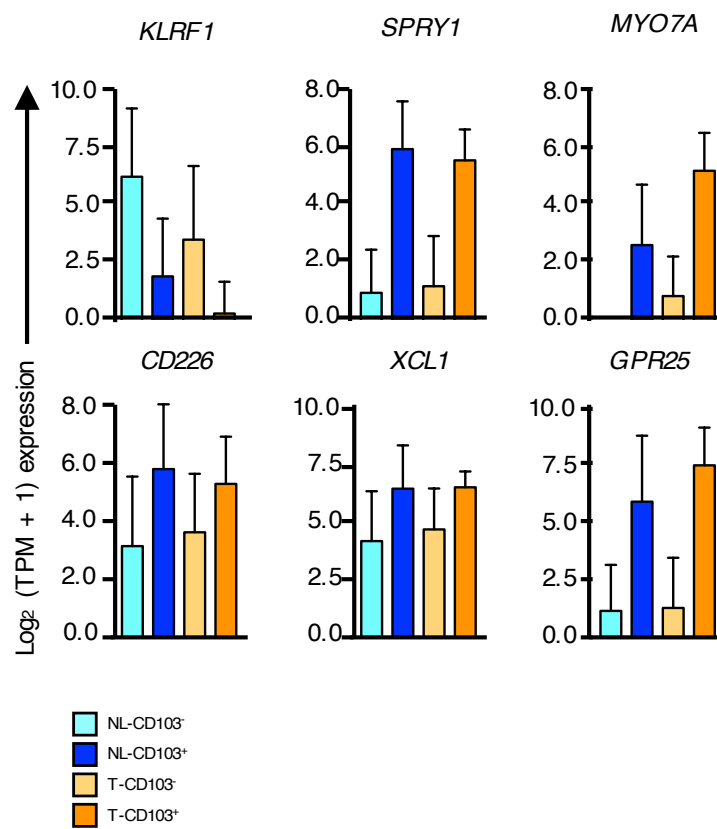 KLRF1
SPRY1
MYO7A
10.0
7.5
5.0
2.5
0.0
8.0
6.0
4.0
2.0
0.0
8.0
6.0
4.0
2.0
0.0
Log₂ (TPM + 1) expression
CD226
XCL1
GPR25
8.0
6.0
4.0
2.0
0.0
10.0
7.5
5.0
2.5
0.0
10.0
7.5
5.0
2.5
0.0
NL-CD103⁻
NL-CD103⁺
T-CD103⁻
T-CD103⁺